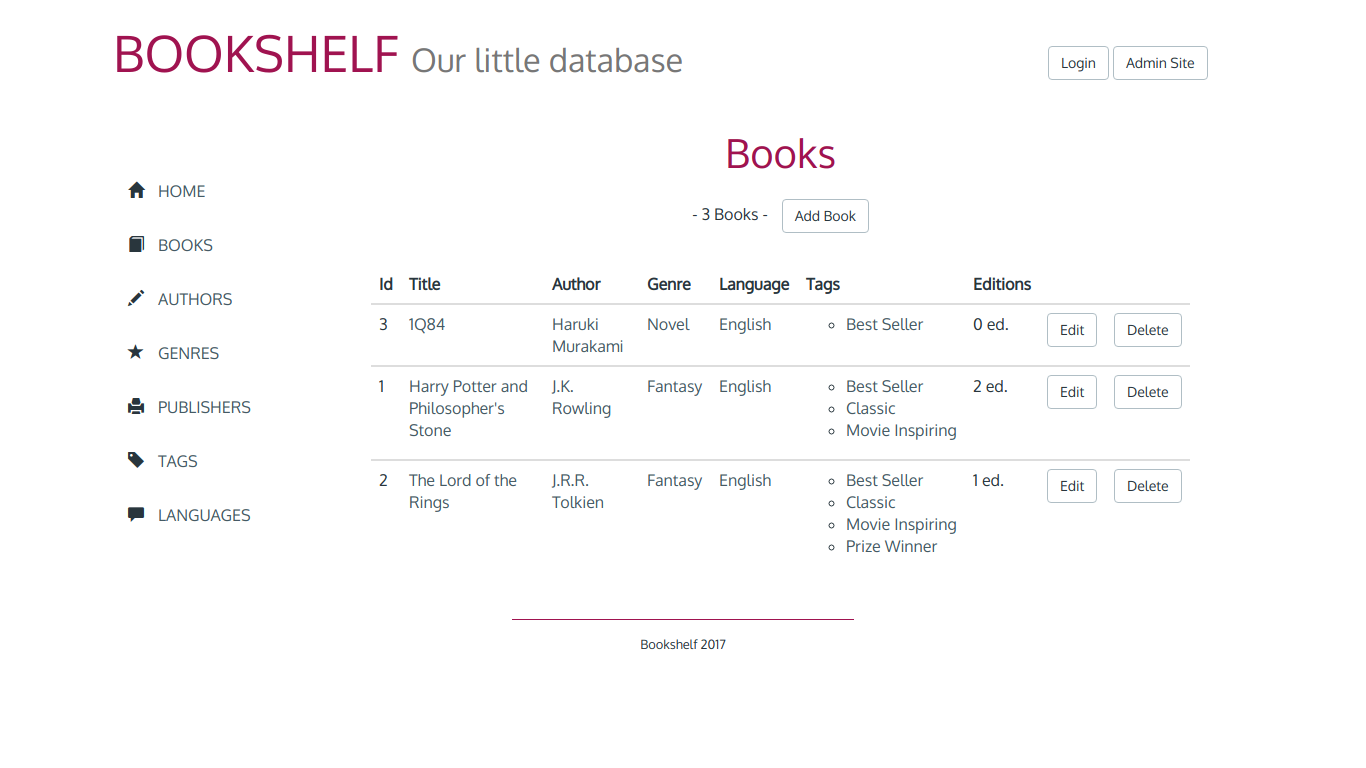 BOOKSHELF Our little database
Login Admin Site
Books
HOME
- 3 Books - Add Book
BOOKS
AUTHORS
GENRES
PUBLISHERS
TAGS
LANGUAGES
Id Title Author Genre Language Tags Editions
3 1Q84 Haruki Novel English Best Seller 0 ed. Edit Delete
Murakami
1 Harry Potter and J.K. Fantasy English Best Seller 2 ed. Edit Delete
Philosopher's Rowling Classic
Stone Movie Inspiring
2 The Lord of the J.R.R. Fantasy English Best Seller 1 ed. Edit Delete
Rings Tolkien Classic
Movie Inspiring
Prize Winner
Bookshelf 2017